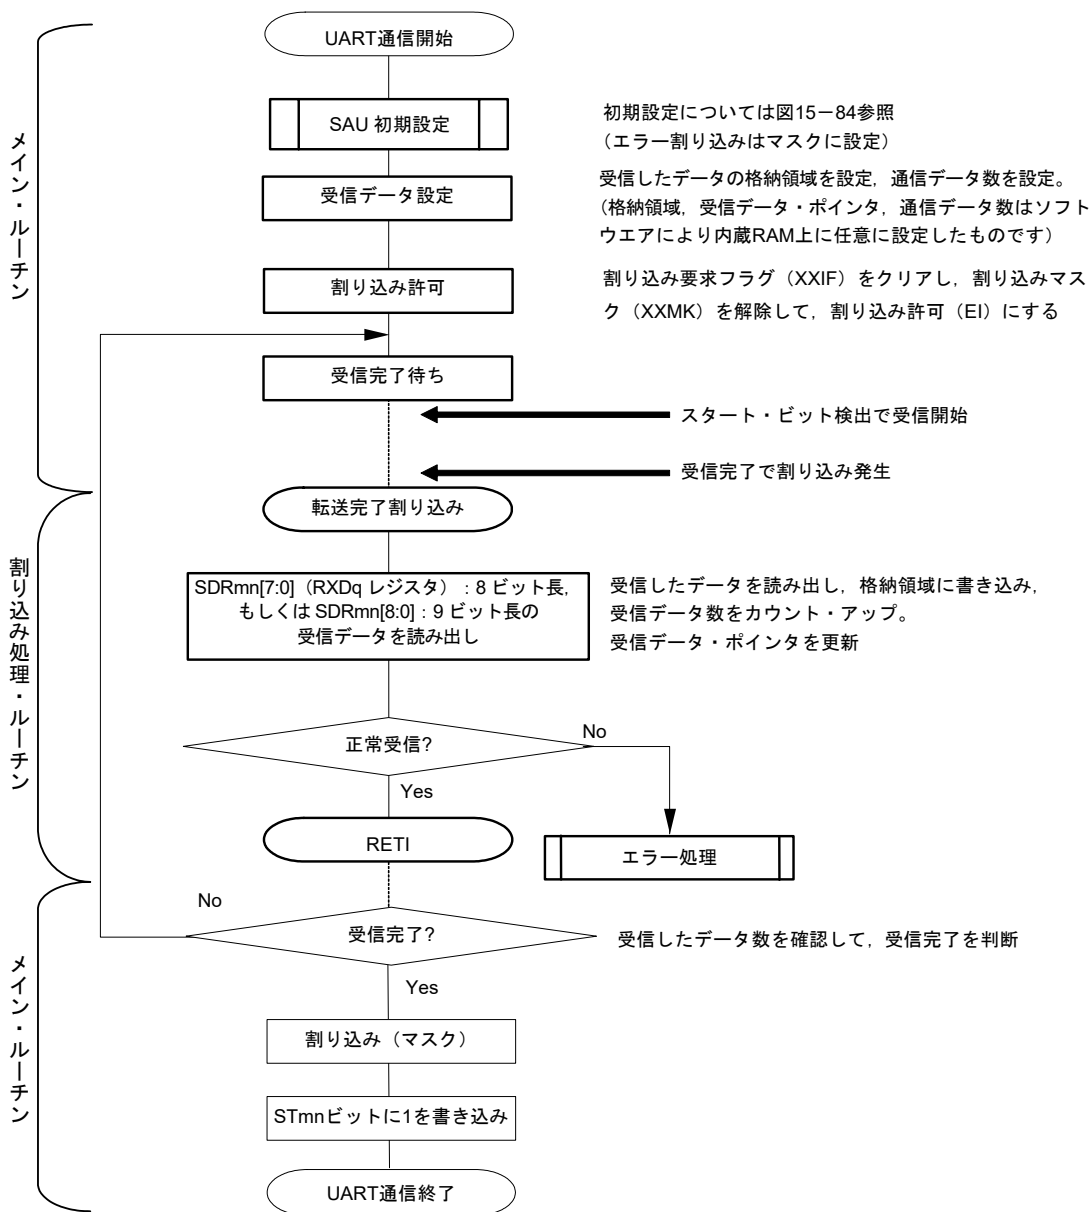 UART通信開始
メイン・ルーチン
SAU 初期設定
初期設定については図15－84参照
（エラー割り込みはマスクに設定）
受信データ設定
受信したデータの格納領域を設定，通信データ数を設定。
（格納領域，受信データ・ポインタ，通信データ数はソフト
ウエアにより内蔵RAM上に任意に設定したものです）
割り込み許可
割り込み要求フラグ（XXIF）をクリアし，割り込みマス
ク（XXMK）を解除して，割り込み許可（EI）にする
受信完了待ち
スタート・ビット検出で受信開始
受信完了で割り込み発生
転送完了割り込み
割り込み処理・ルーチン
SDRmn[7:0]（RXDq レジスタ）：8 ビット長,
もしくは SDRmn[8:0]：9 ビット長の
受信データを読み出し
受信したデータを読み出し，格納領域に書き込み，
受信データ数をカウント・アップ。
受信データ・ポインタを更新
正常受信?
No
Yes
RETI
エラー処理
No
受信完了?
受信したデータ数を確認して，受信完了を判断
Yes
メイン・ルーチン
割り込み（マスク）
STmnビットに1を書き込み
UART通信終了